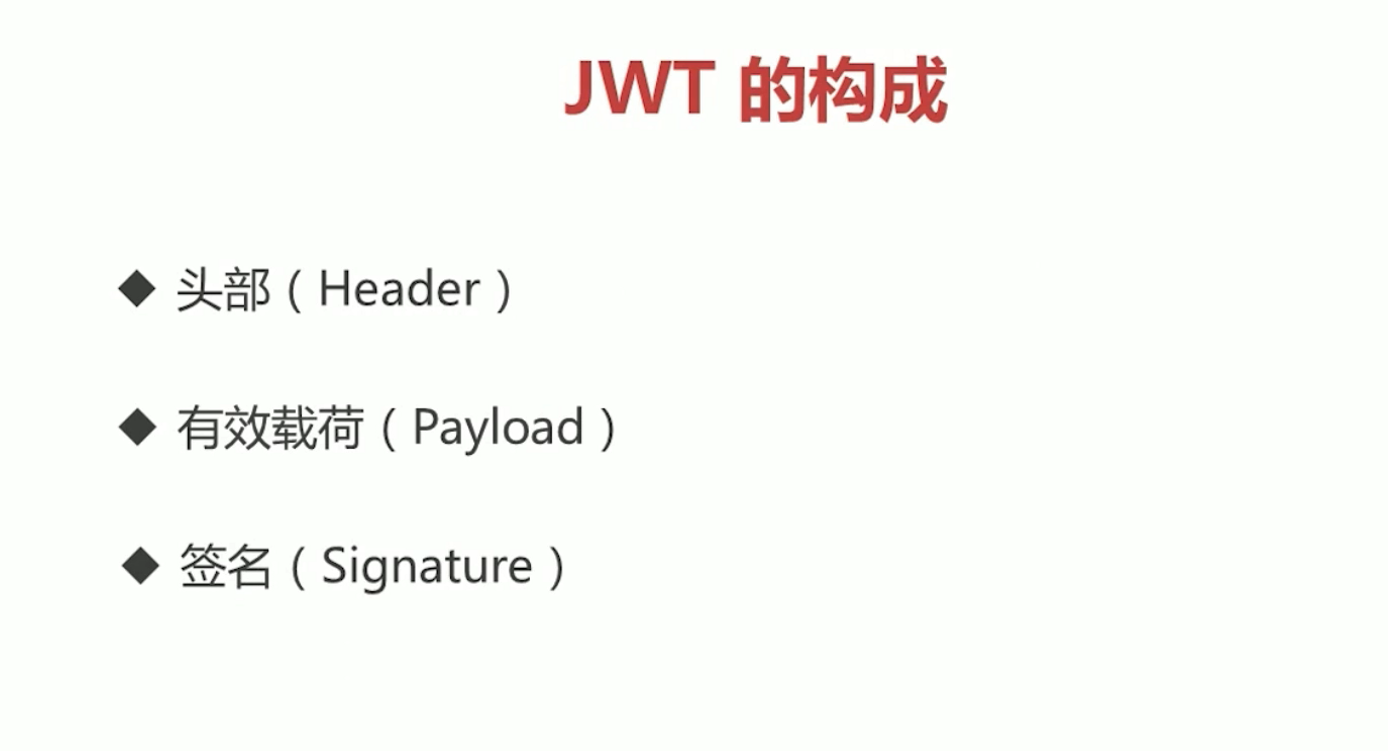 JWT 的构成
◆ 头部（Header）
◆ 有效载荷（Payload）
◆ 签名（Signature）